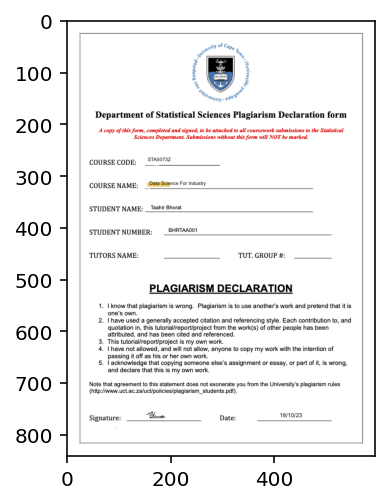 0
100
200
300
400
500
600
700
800
0
200
400
Department of Statistical Sciences Plagiarism Declaration form
A copy of this form, completed and signed, to be attached to all coursework submissions to the Statistical
Sciences Department. Submissions without this form will NOT be marked.
COURSE CODE: STA5073Z
COURSE NAME: Data Science For Industry
STUDENT NAME: Taahir Bhorat
STUDENT NUMBER: BHRTAA001
TUTORS NAME: TUT. GROUP #:
PLAGIARISM DECLARATION
1. I know that plagiarism is wrong. Plagiarism is to use another's work and pretend that it is
one's own.
2. I have used a generally accepted citation and referencing style. Each contribution to, and
quotation in, this tutorial/report/project from the work(s) of other people has been
attributed, and has been cited and referenced.
3. This tutorial/report/project is my own work.
4. I have not allowed, and will not allow, anyone to copy my work with the intention of
passing it off as his or her own work.
5. I acknowledge that copying someone else's assignment or essay, or part of it, is wrong,
and declare that this is my own work.
Note that agreement to this statement does not exonerate you from the University's plagiarism rules
(http://www.uct.ac.za/uct/policies/plagiarism_students.pdf).
Signature: Date: 18/10/23